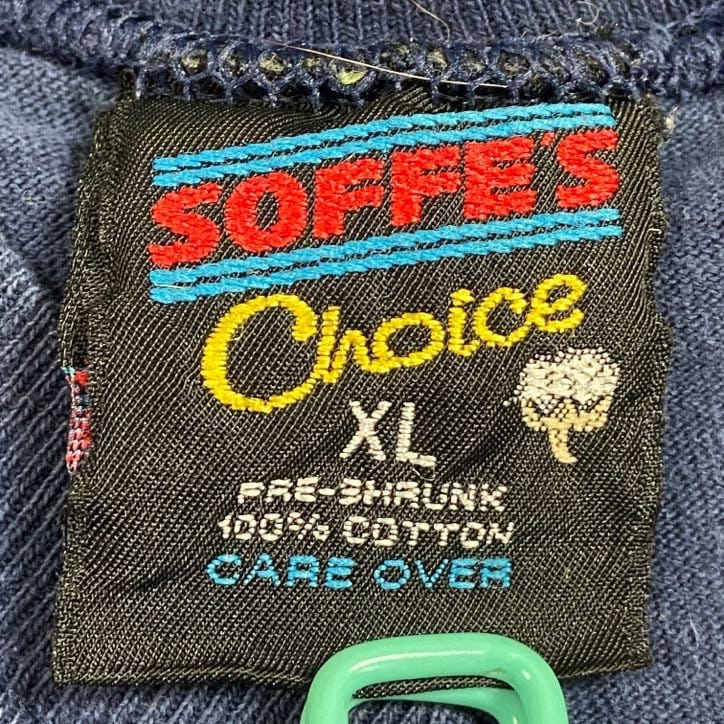 SOFFE'S
Choice
XL
PRE-SHRUNK
100% COTTON
CARE OVER